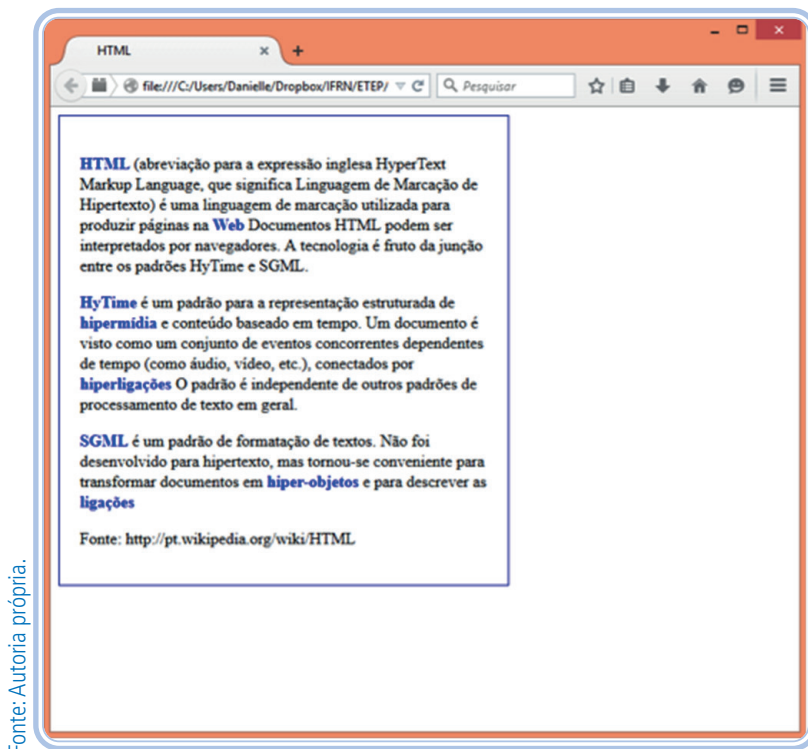 HTML
file:///C:/Users/Danielle/Dropbox/IFRN/ETEP/
Pesquisar
HTML (abreviação para a expressão inglesa HyperText
Markup Language, que significa Linguagem de Marcação de
Hipertexto) é uma linguagem de marcação utilizada para
produzir páginas na Web Documentos HTML podem ser
interpretados por navegadores. A tecnologia é fruto da junção
entre os padrões HyTime e SGML.
HyTime é um padrão para a representação estruturada de
hipermídia e conteúdo baseado em tempo. Um documento é
visto como um conjunto de eventos concorrentes dependentes
de tempo (como áudio, vídeo, etc.), conectados por
hiperligações O padrão é independente de outros padrões de
processamento de texto em geral.
SGML é um padrão de formatação de textos. Não foi
desenvolvido para hipertexto, mas tornou-se conveniente para
transformar documentos em hiper-objetos e para descrever as
ligações
Fonte: http://pt.wikipedia.org/wiki/HTML
Fonte: Autoria própria.